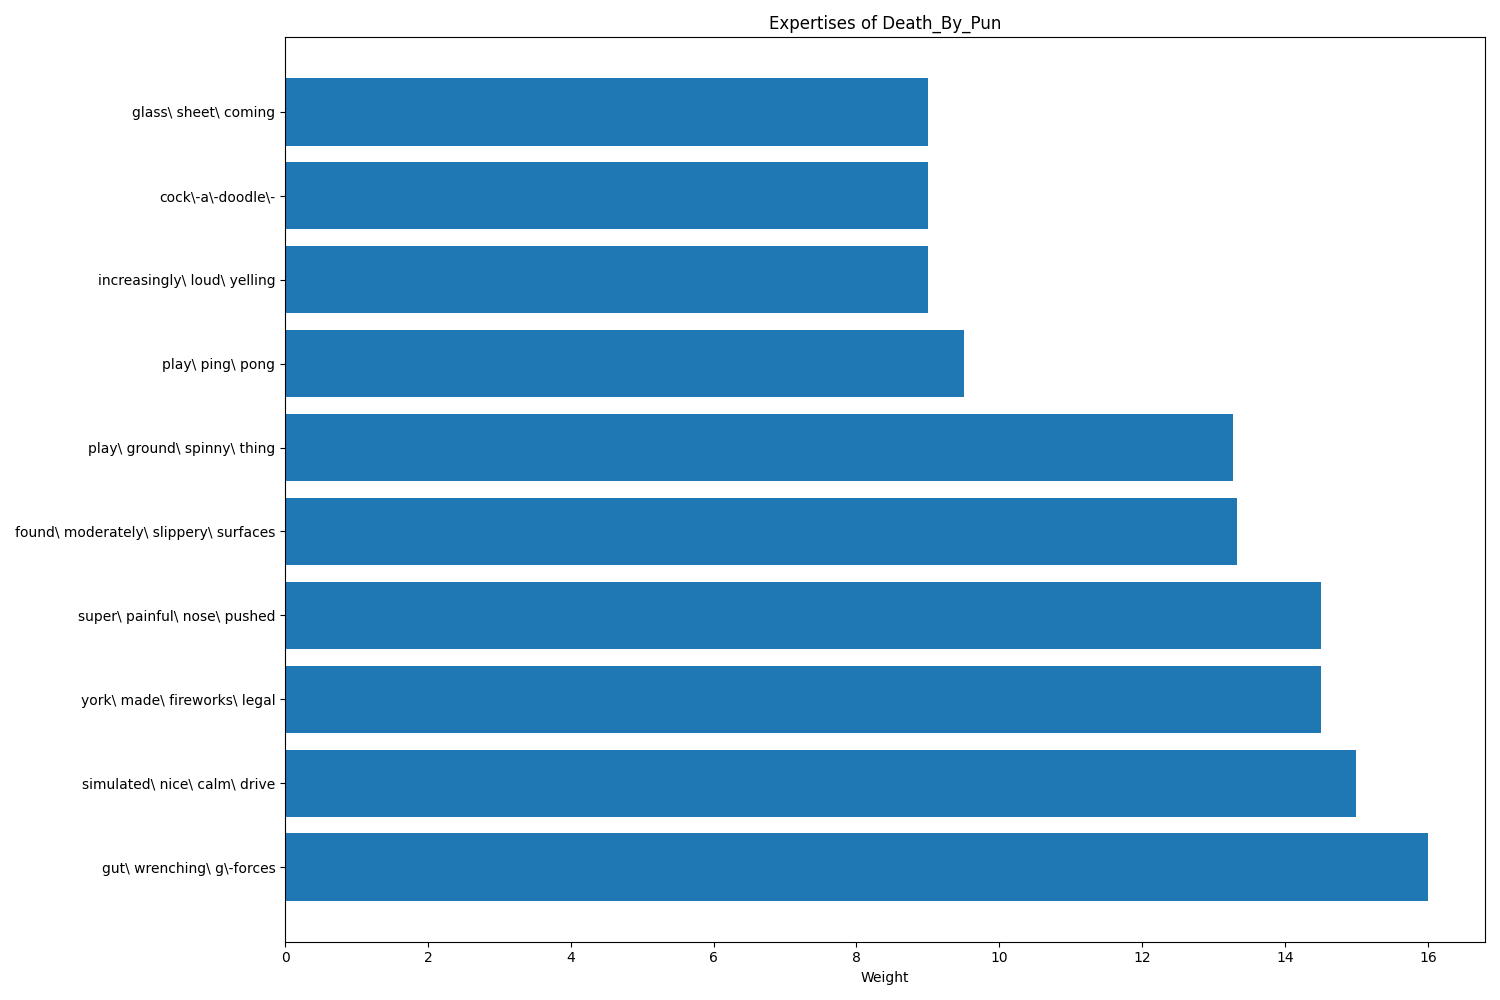 Expertises of Death_By_Pun
glass\ sheet\ coming
cock\-a\-doodle\-
increasingly\ loud\ yelling
play\ ping\ pong
play\ ground\ spinny\ thing
found\ moderately\ slippery\ surfaces
super\ painful\ nose\ pushed
york\ made\ fireworks\ legal
simulated\ nice\ calm\ drive
gut\ wrenching\ g\-forces
0 2 4 6 8 10 12 14 16
Weight